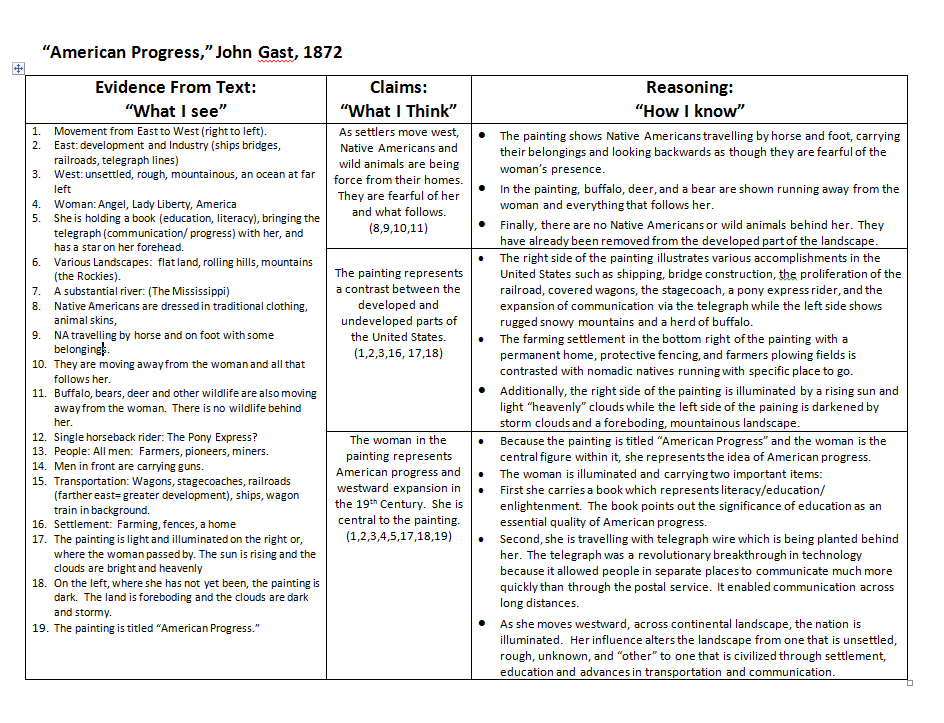 “American Progress,” John Gast, 1872
Evidence From Text:
“What I see”
1. Movement from East to West (right to left).
2. East: development and Industry (ships bridges,
railroads, telegraph lines)
3. West: unsettled, rough, mountainous, an ocean at far
left
4. Woman: Angel, Lady Liberty, America
5. She is holding a book (education, literacy), bringing the
telegraph (communication/ progress) with her, and
has a star on her forehead.
6. Various Landscapes: flat land, rolling hills, mountains
(the Rockies).
7. A substantial river: (The Mississippi)
8. Native Americans are dressed in traditional clothing,
animal skins,
9. NA travelling by horse and on foot with some
belongings.
10. They are moving away from the woman and all that
follows her.
11. Buffalo, bears, deer and other wildlife are also moving
away from the woman. There is no wildlife behind
her.
12. Single horseback rider: The Pony Express?
13. People: All men: Farmers, pioneers, miners.
14. Men in front are carrying guns.
15. Transportation: Wagons, stagecoaches, railroads
(farther east= greater development), ships, wagon
train in background.
16. Settlement: Farming, fences, a home
17. The painting is light and illuminated on the right or,
where the woman passed by. The sun is rising and the
clouds are bright and heavenly
18. On the left, where she has not yet been, the painting is
dark. The land is foreboding and the clouds are dark
and stormy.
19. The painting is titled “American Progress.”
Claims:
“What I Think”
As settlers move west,
Native Americans and
wild animals are being
force from their homes.
They are fearful of her
and what follows.
(8,9,10,11)
The painting represents
a contrast between the
developed and
undeveloped parts of
the United States.
(1,2,3,16, 17,18)
The woman in the
painting represents
American progress and
westward expansion in
the 19th Century. She is
central to the painting.
(1,2,3,4,5,17,18,19)
Reasoning:
“How I know”
● The painting shows Native Americans travelling by horse and foot, carrying
their belongings and looking backwards as though they are fearful of the
woman’s presence.
● In the painting, buffalo, deer, and a bear are shown running away from the
woman and everything that follows her.
● Finally, there are no Native Americans or wild animals behind her. They
have already been removed from the developed part of the landscape.
● The right side of the painting illustrates various accomplishments in the
United States such as shipping, bridge construction, the proliferation of the
railroad, covered wagons, the stagecoach, a pony express rider, and the
expansion of communication via the telegraph while the left side shows
rugged snowy mountains and a herd of buffalo.
● The farming settlement in the bottom right of the painting with a
permanent home, protective fencing, and farmers plowing fields is
contrasted with nomadic natives running with specific place to go.
● Additionally, the right side of the painting is illuminated by a rising sun and
light “heavenly” clouds while the left side of the paining is darkened by
storm clouds and a foreboding, mountainous landscape.
● Because the painting is titled “American Progress” and the woman is the
central figure within it, she represents the idea of American progress.
● The woman is illuminated and carrying two important items:
● First she carries a book which represents literacy/education/
enlightenment. The book points out the significance of education as an
essential quality of American progress.
● Second, she is travelling with telegraph wire which is being planted behind
her. The telegraph was a revolutionary breakthrough in technology
because it allowed people in separate places to communicate much more
quickly than through the postal service. It enabled communication across
long distances.
● As she moves westward, across continental landscape, the nation is
illuminated. Her influence alters the landscape from one that is unsettled,
rough, unknown, and “other” to one that is civilized through settlement,
education and advances in transportation and communication.